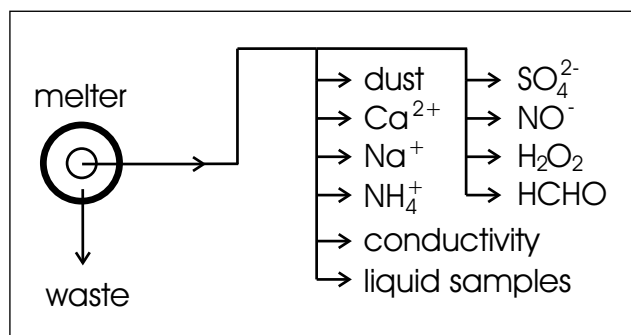 melter
waste
dust
Ca²⁺
Na⁺
NH₄⁺
conductivity
liquid samples
SO₄²⁻
NO⁻
H₂O₂
HCHO